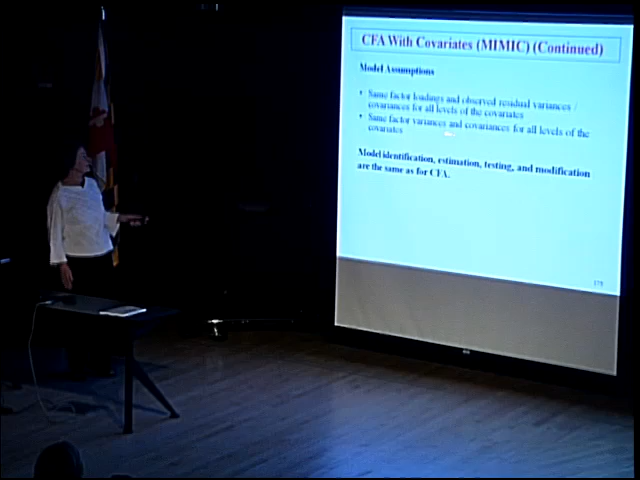 CFA With Covariates (MIMIC) (Continued)
Model Assumptions
• Same factor loadings and observed residual variances /
covariances for all levels of the covariates
• Same factor variances and covariances for all levels of the
covariates
Model identification, estimation, testing, and modification
are the same as for CFA.